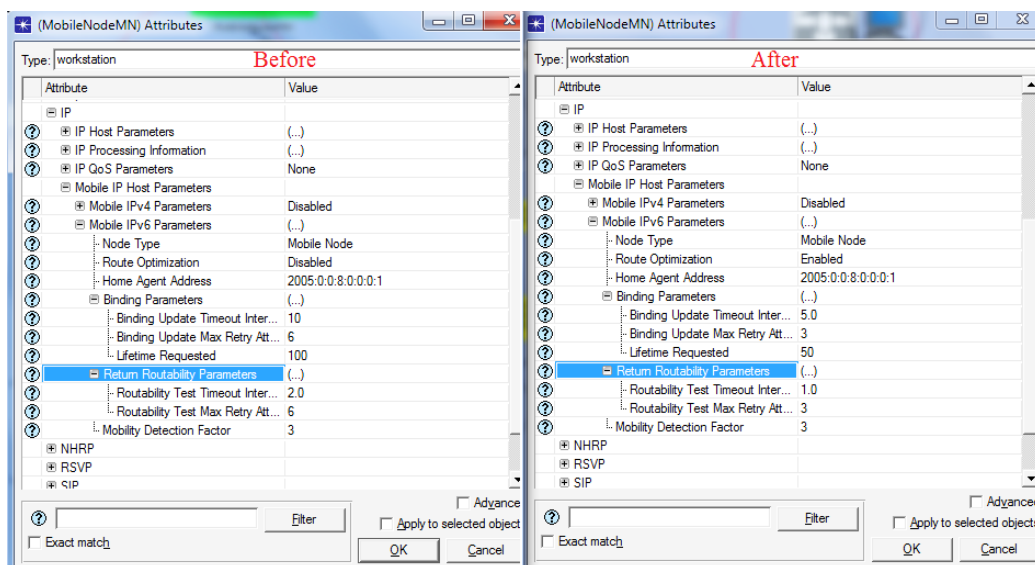 (MobileNodeMN) Attributes
Type: workstation
Before
Attribute Value
IP
IP Host Parameters (...)
IP Processing Information (...)
IP QoS Parameters None
Mobile IP Host Parameters
Mobile IPv4 Parameters Disabled
Mobile IPv6 Parameters (...)
Node Type Mobile Node
Route Optimization Disabled
Home Agent Address 2005:0:0:8:0:0:0:1
Binding Parameters (...)
Binding Update Timeout Inter... 10
Binding Update Max Retry Att... 6
Lifetime Requested 100
Return Routability Parameters (...)
Routability Test Timeout Inter... 2.0
Routability Test Max Retry Att... 6
Mobility Detection Factor 3
NHRP
RSVP
SIP
Advance
Filter
Apply to selected object
Exact match
OK Cancel
(MobileNodeMN) Attributes
Type: workstation
After
Attribute Value
IP
IP Host Parameters (...)
IP Processing Information (...)
IP QoS Parameters None
Mobile IP Host Parameters
Mobile IPv4 Parameters Disabled
Mobile IPv6 Parameters (...)
Node Type Mobile Node
Route Optimization Enabled
Home Agent Address 2005:0:0:8:0:0:0:1
Binding Parameters (...)
Binding Update Timeout Inter... 5.0
Binding Update Max Retry Att... 3
Lifetime Requested 50
Return Routability Parameters (...)
Routability Test Timeout Inter... 1.0
Routability Test Max Retry Att... 3
Mobility Detection Factor 3
NHRP
RSVP
SIP
Advanced
Filter
Apply to selected objects
Exact match
OK Cancel